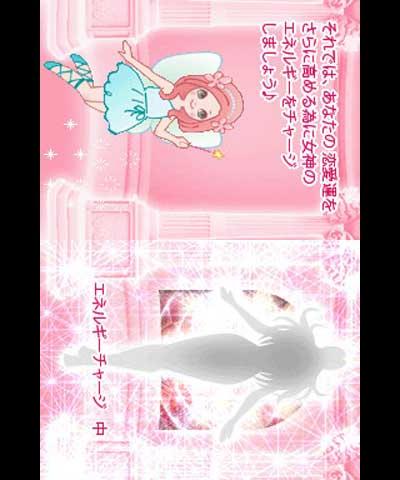 それでは、あなたの 恋愛運を
さらに高める為に女神の
エネルギーをチャージ
しましょう♪
エネルギーチャージ 中